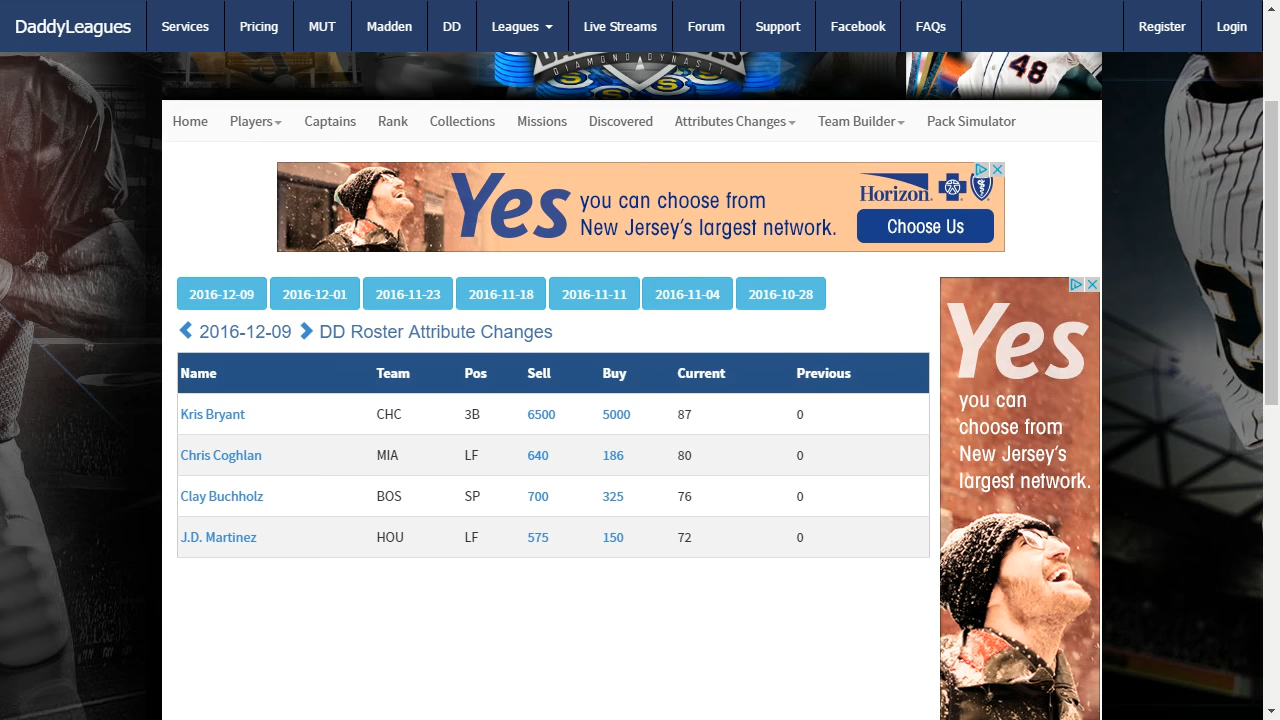 DaddyLeagues Services Pricing MUT Madden DD Leagues Live Streams Forum Support Facebook FAQs Register Login
DIAMOND DYNASTY
48
Home Players Captains Rank Collections Missions Discovered Attributes Changes Team Builder Pack Simulator
Yes you can choose from
New Jersey's largest network.
Horizon
Choose Us
2016-12-09 2016-12-01 2016-11-23 2016-11-18 2016-11-11 2016-11-04 2016-10-28
2016-12-09 DD Roster Attribute Changes
Name Team Pos Sell Buy Current Previous
Kris Bryant CHC 3B 6500 5000 87 0
Chris Coghlan MIA LF 640 186 80 0
Clay Buchholz BOS SP 700 325 76 0
J.D. Martinez HOU LF 575 150 72 0
Yes
you can
choose from
New Jersey's
largest network.